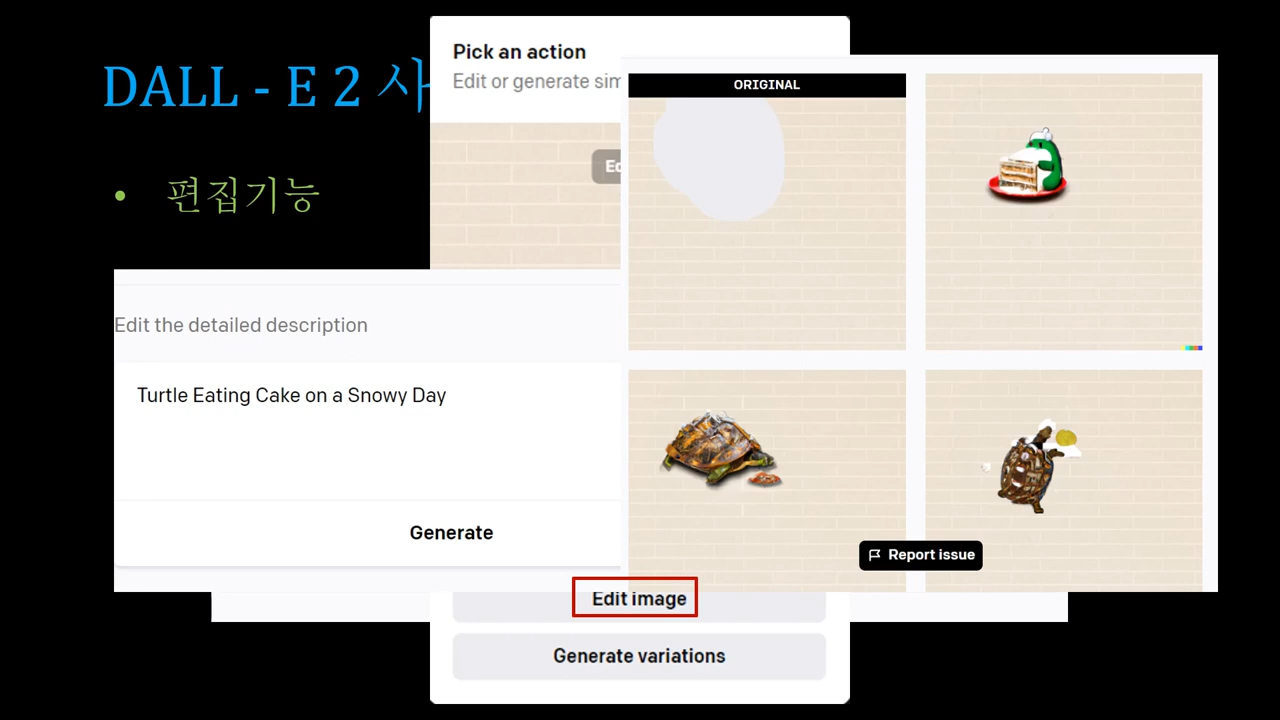 DALL - E 2 사
• 편집기능
Pick an action
Edit or generate sim
Ed
ORIGINAL
Edit the detailed description
Turtle Eating Cake on a Snowy Day
Generate
Report issue
Edit image
Generate variations